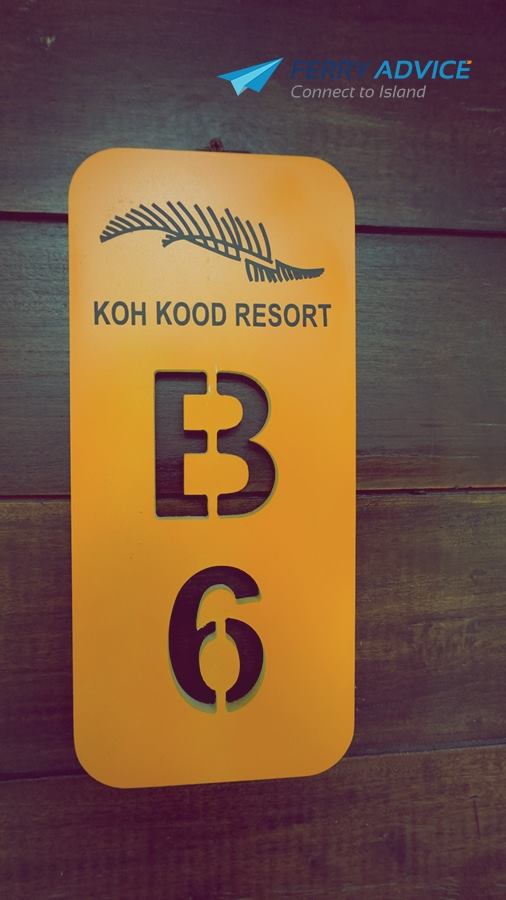 FERRY ADVICE
Connect to Island
KOH KOOD RESORT
B
6